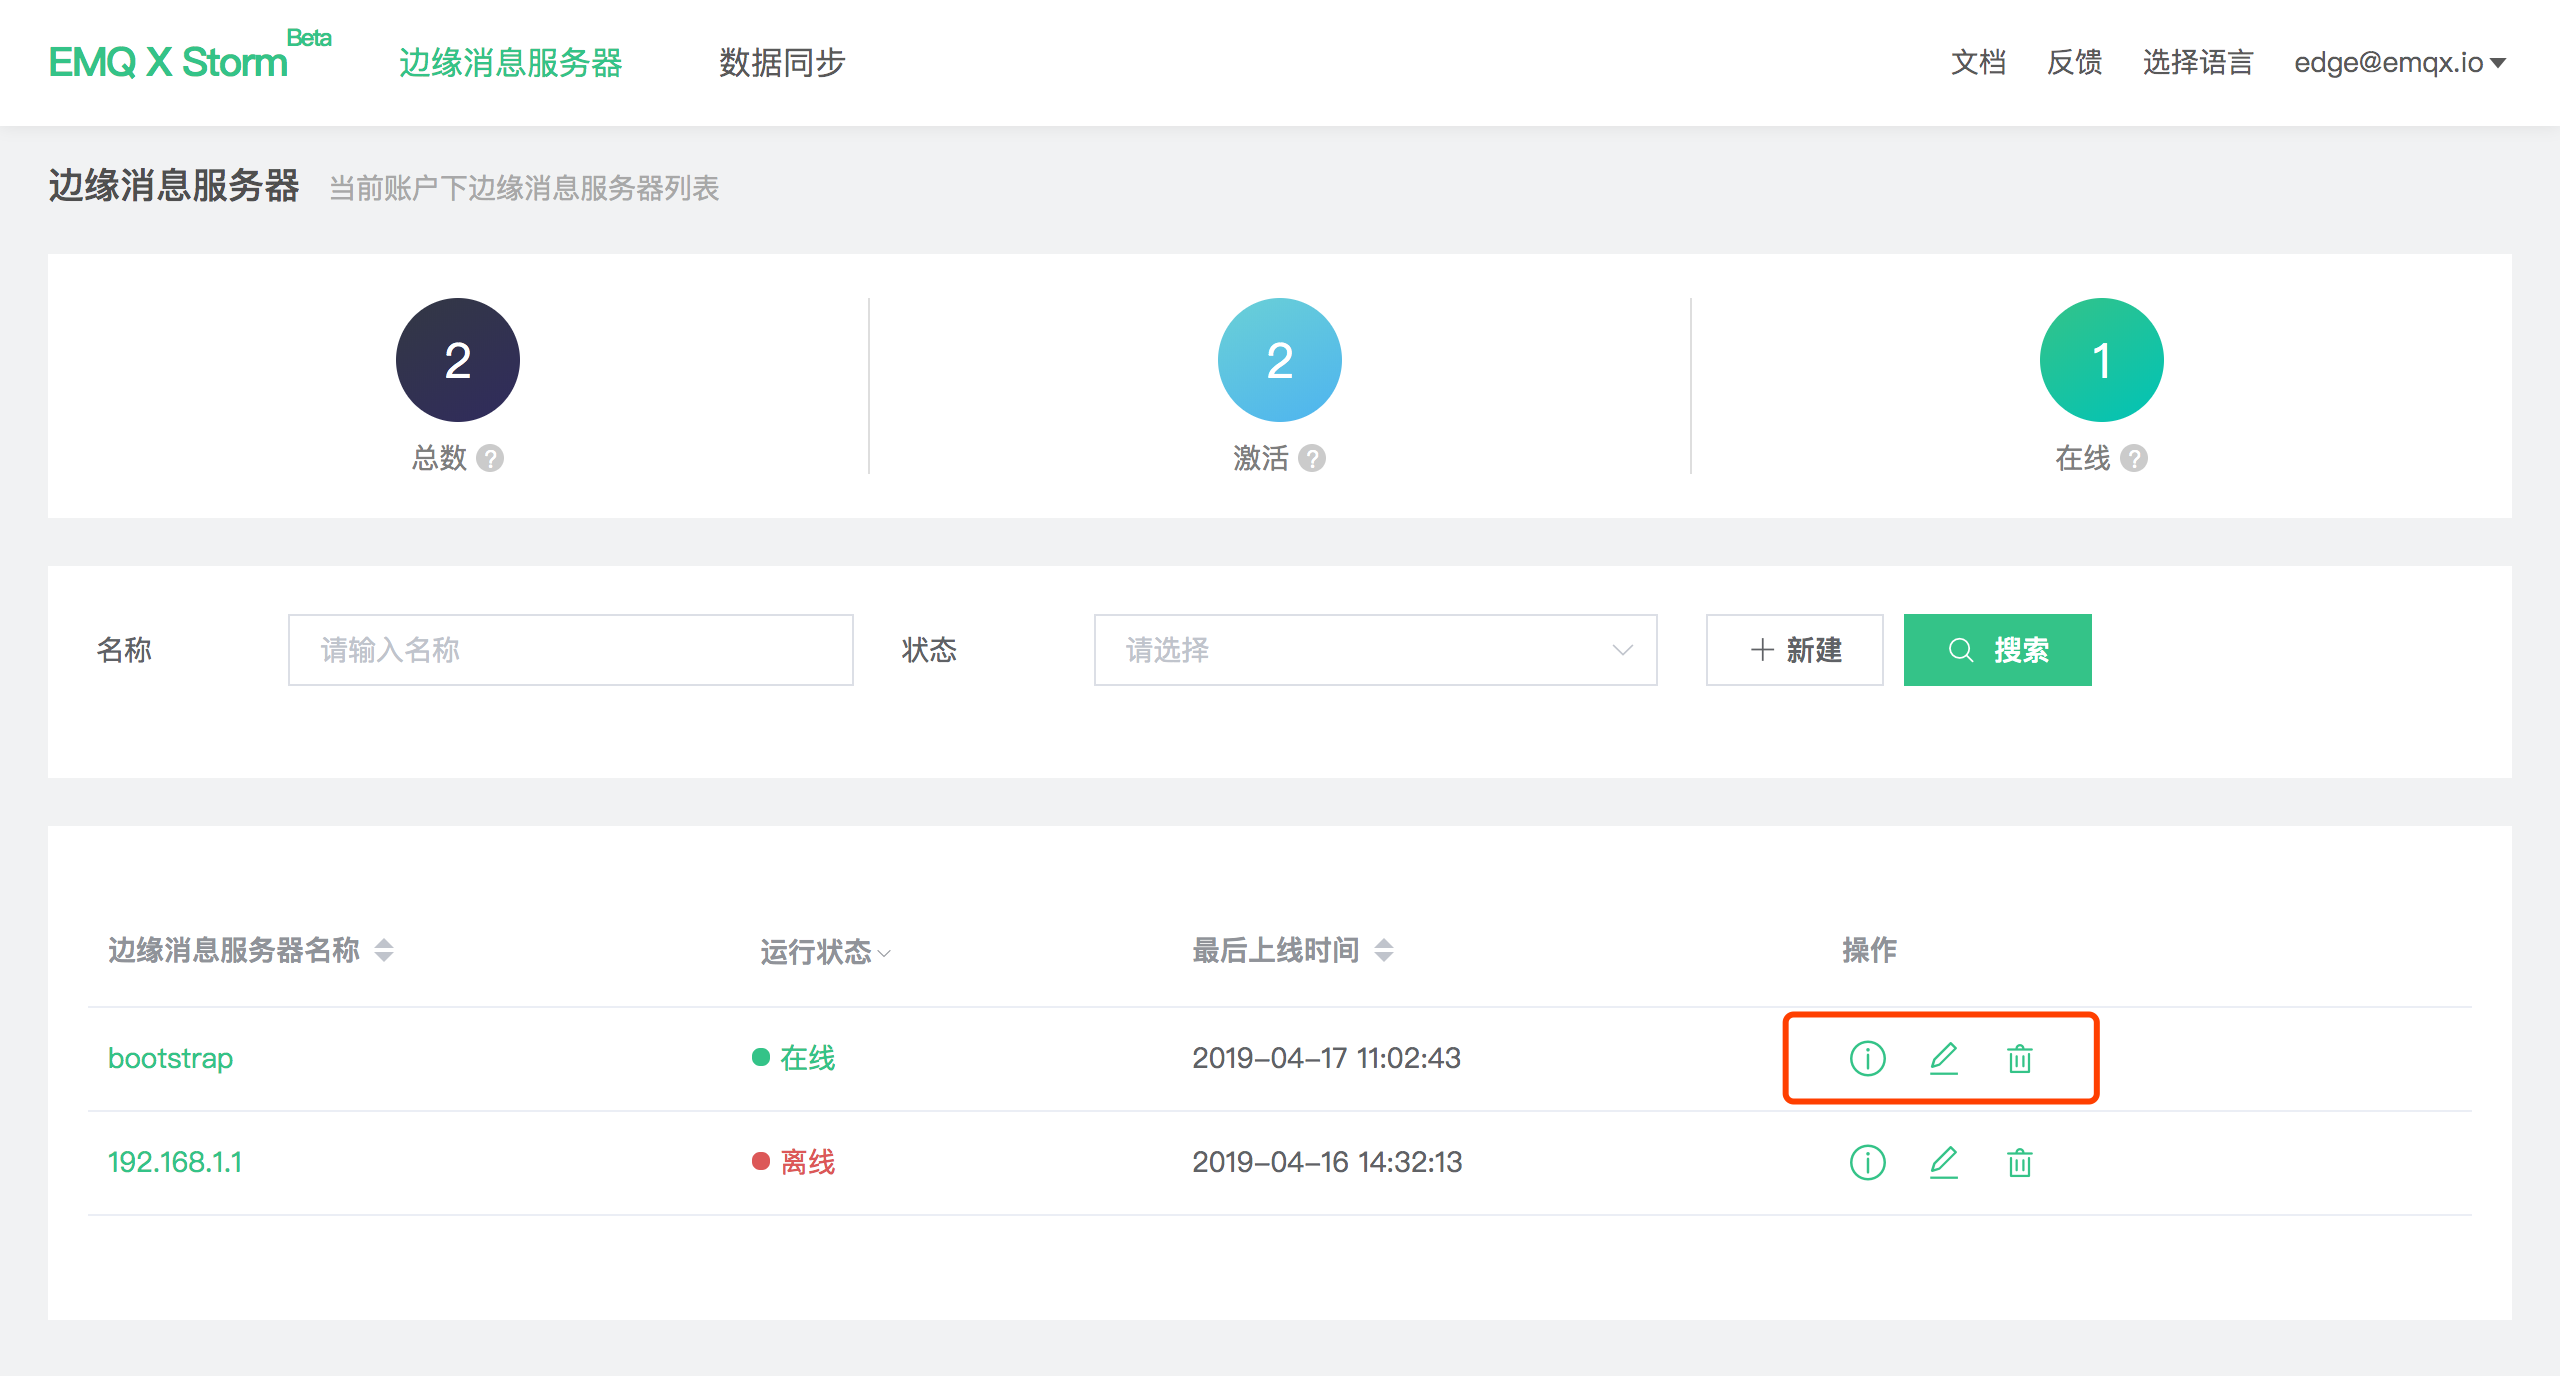 EMQ X Storm Beta 边缘消息服务器 数据同步 文档 反馈 选择语言 edge@emqx.io
边缘消息服务器 当前账户下边缘消息服务器列表
2 2 1
总数 ? 激活 ? 在线 ?
名称 请输入名称 状态 请选择 新建 搜索
边缘消息服务器名称 运行状态 最后上线时间 操作
bootstrap 在线 2019-04-17 11:02:43
192.168.1.1 离线 2019-04-16 14:32:13